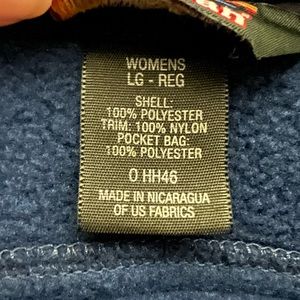 WOMENS
LG - REG
SHELL:
100% POLYESTER
TRIM: 100% NYLON
POCKET BAG:
100% POLYESTER
O HH46
MADE IN NICARAGUA
OF US FABRICS